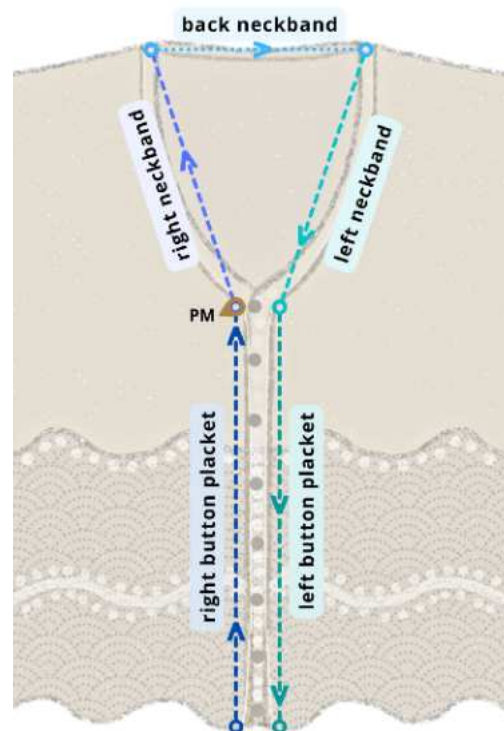 back neckband
right neckband
left neckband
PM
right button placket
left button placket